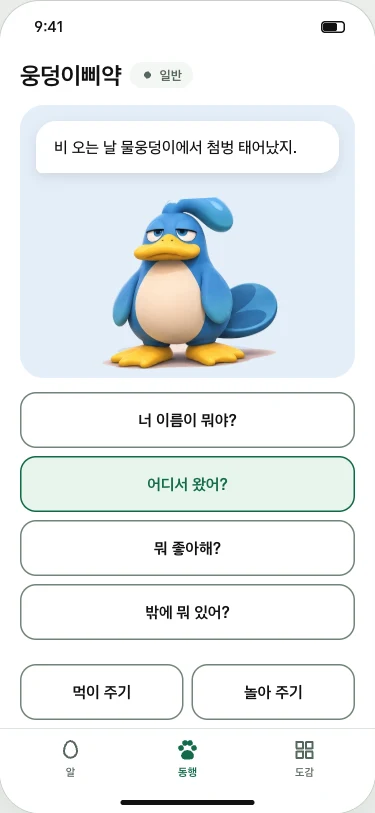 9:41
웅덩이삐약
일반
비 오는 날 물웅덩이에서 첨벙 태어났지.
너 이름이 뭐야?
어디서 왔어?
뭐 좋아해?
밖에 뭐 있어?
먹이 주기
놀아 주기
알
동행
도감